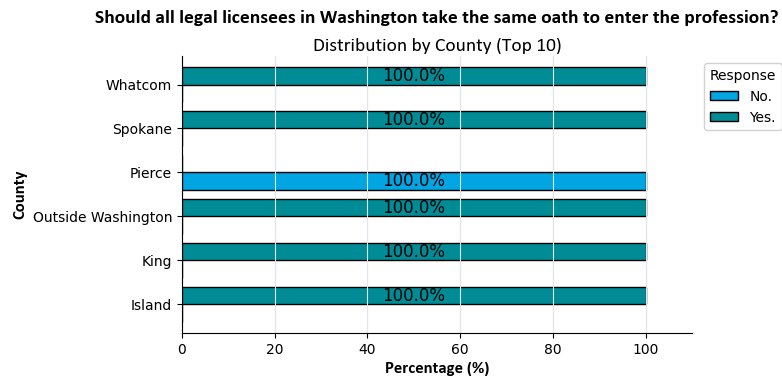 Should all legal licensees in Washington take the same oath to enter the profession?
Distribution by County (Top 10)
Response
No.
Yes.
County
Whatcom
100.0%
Spokane
100.0%
Pierce
100.0%
Outside Washington
100.0%
King
100.0%
Island
100.0%
0 20 40 60 80 100
Percentage (%)